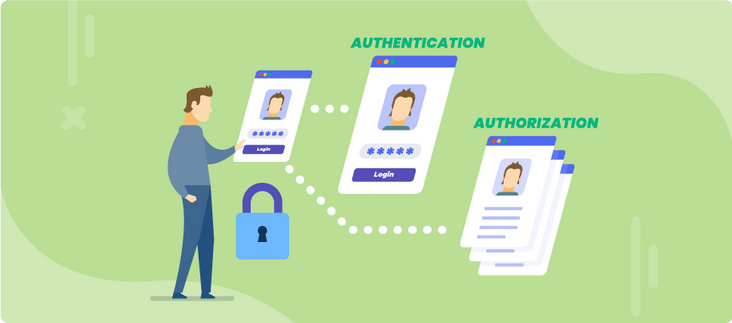 AUTHENTICATION
*****
Login
*****
Login
AUTHORIZATION